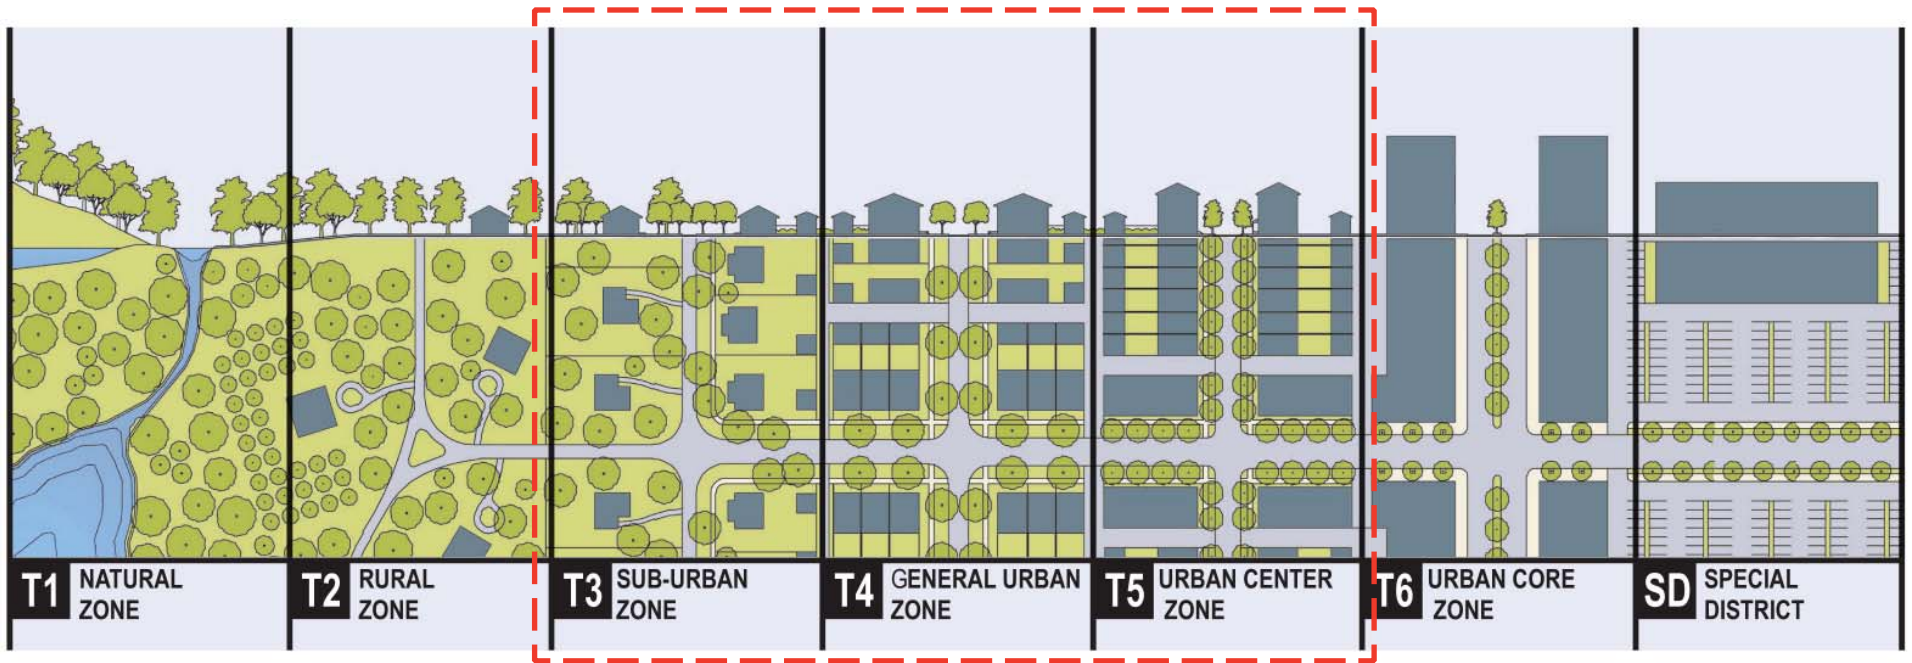 T1 NATURAL
ZONE
T2 RURAL
ZONE
T3 SUB-URBAN
ZONE
T4 GENERAL URBAN
ZONE
T5 URBAN CENTER
ZONE
T6 URBAN CORE
ZONE
SD SPECIAL
DISTRICT